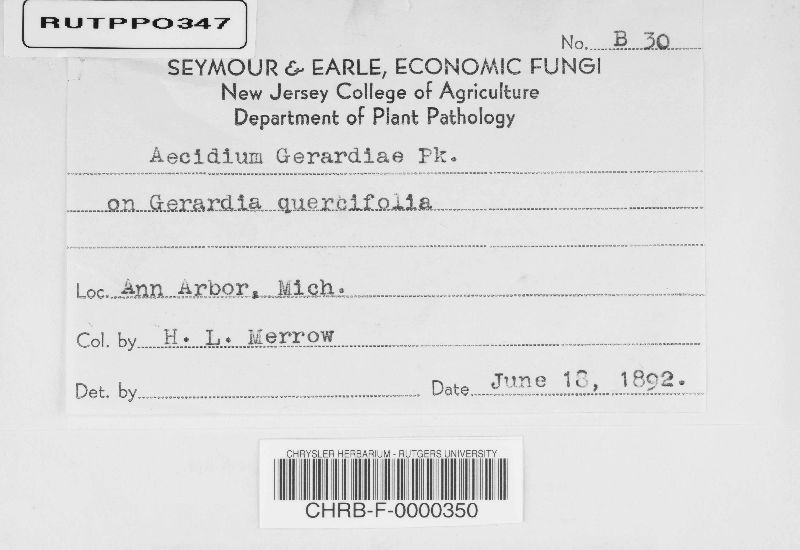 RUTPP0347
No. B 30
SEYMOUR & EARLE, ECONOMIC FUNGI
New Jersey College of Agriculture
Department of Plant Pathology
Aecidium Gerardiae Pk.
on Gerardia quercifolia
Loc. Ann Arbor, Mich.
Col. by H. L. Merrow
Det. by Date June 18, 1892.
CHRYSLER HERBARIUM - RUTGERS UNIVERSITY
CHRB-F-0000350